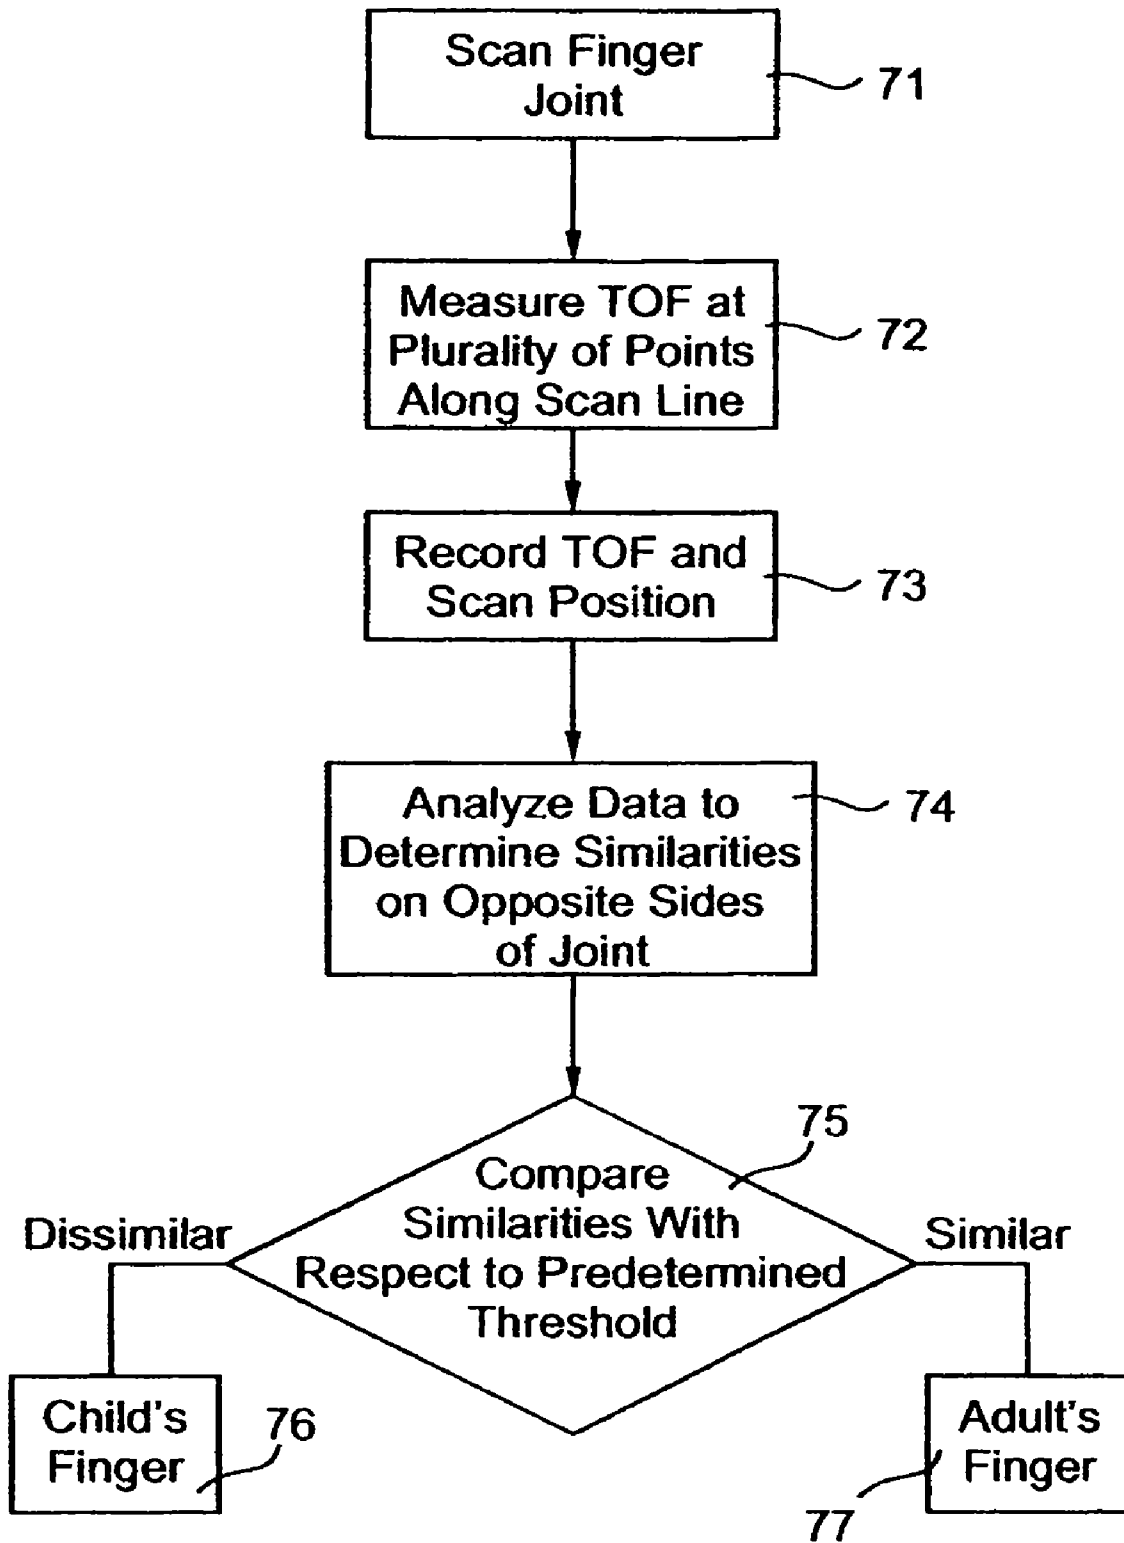 Scan Finger
Joint
71
Measure TOF at
Plurality of Points
Along Scan Line
72
Record TOF and
Scan Position
73
Analyze Data to
Determine Similarities
on Opposite Sides
of Joint
74
Compare
Similarities With
Respect to Predetermined
Threshold
75
Dissimilar
Similar
Child's
Finger
76
Adult's
Finger
77